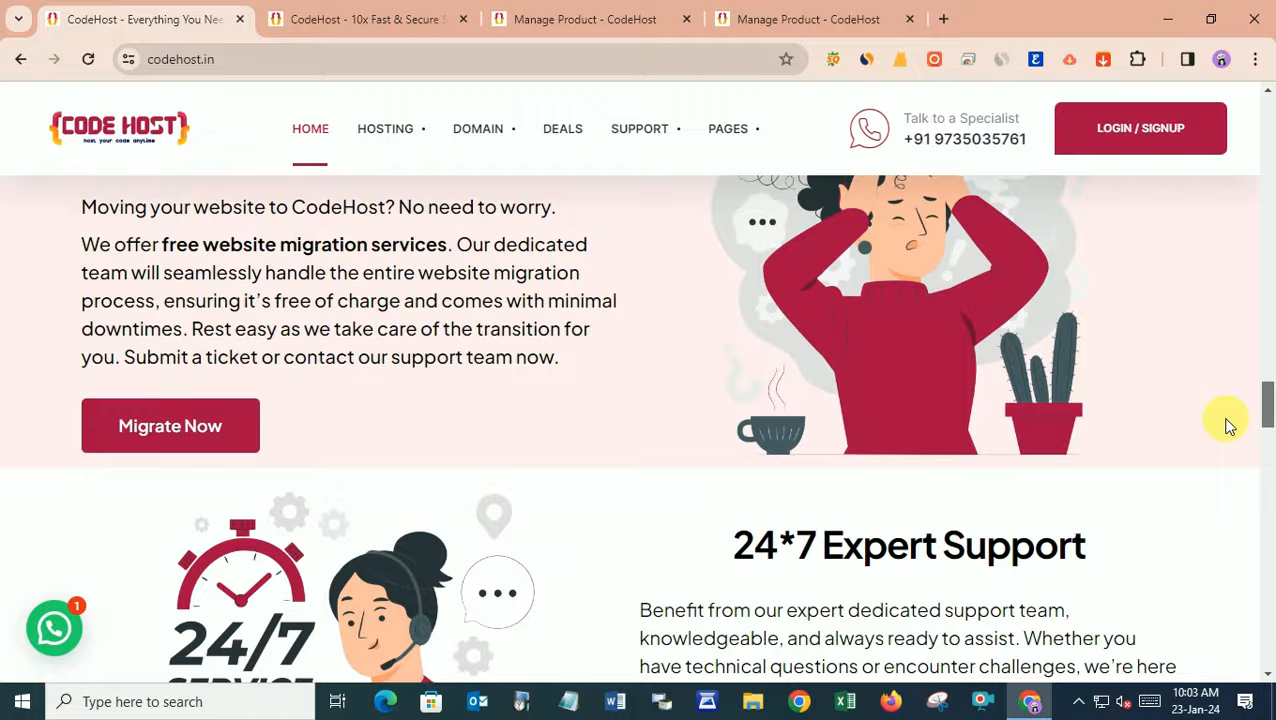 CodeHost - Everything You Nee
CodeHost - 10x Fast & Secure S
Manage Product - CodeHost
Manage Product - CodeHost
codehost.in
{CODE HOST}
host your code anytime
HOME
HOSTING
DOMAIN
DEALS
SUPPORT
PAGES
Talk to a Specialist
+91 9735035761
LOGIN / SIGNUP
Moving your website to CodeHost? No need to worry.
We offer free website migration services. Our dedicated
team will seamlessly handle the entire website migration
process, ensuring it's free of charge and comes with minimal
downtimes. Rest easy as we take care of the transition for
you. Submit a ticket or contact our support team now.
Migrate Now
24/7
24*7 Expert Support
Benefit from our expert dedicated support team,
knowledgeable, and always ready to assist. Whether you
have technical questions or encounter challenges, we're here
1
Type here to search
10:03 AM
23-Jan-24